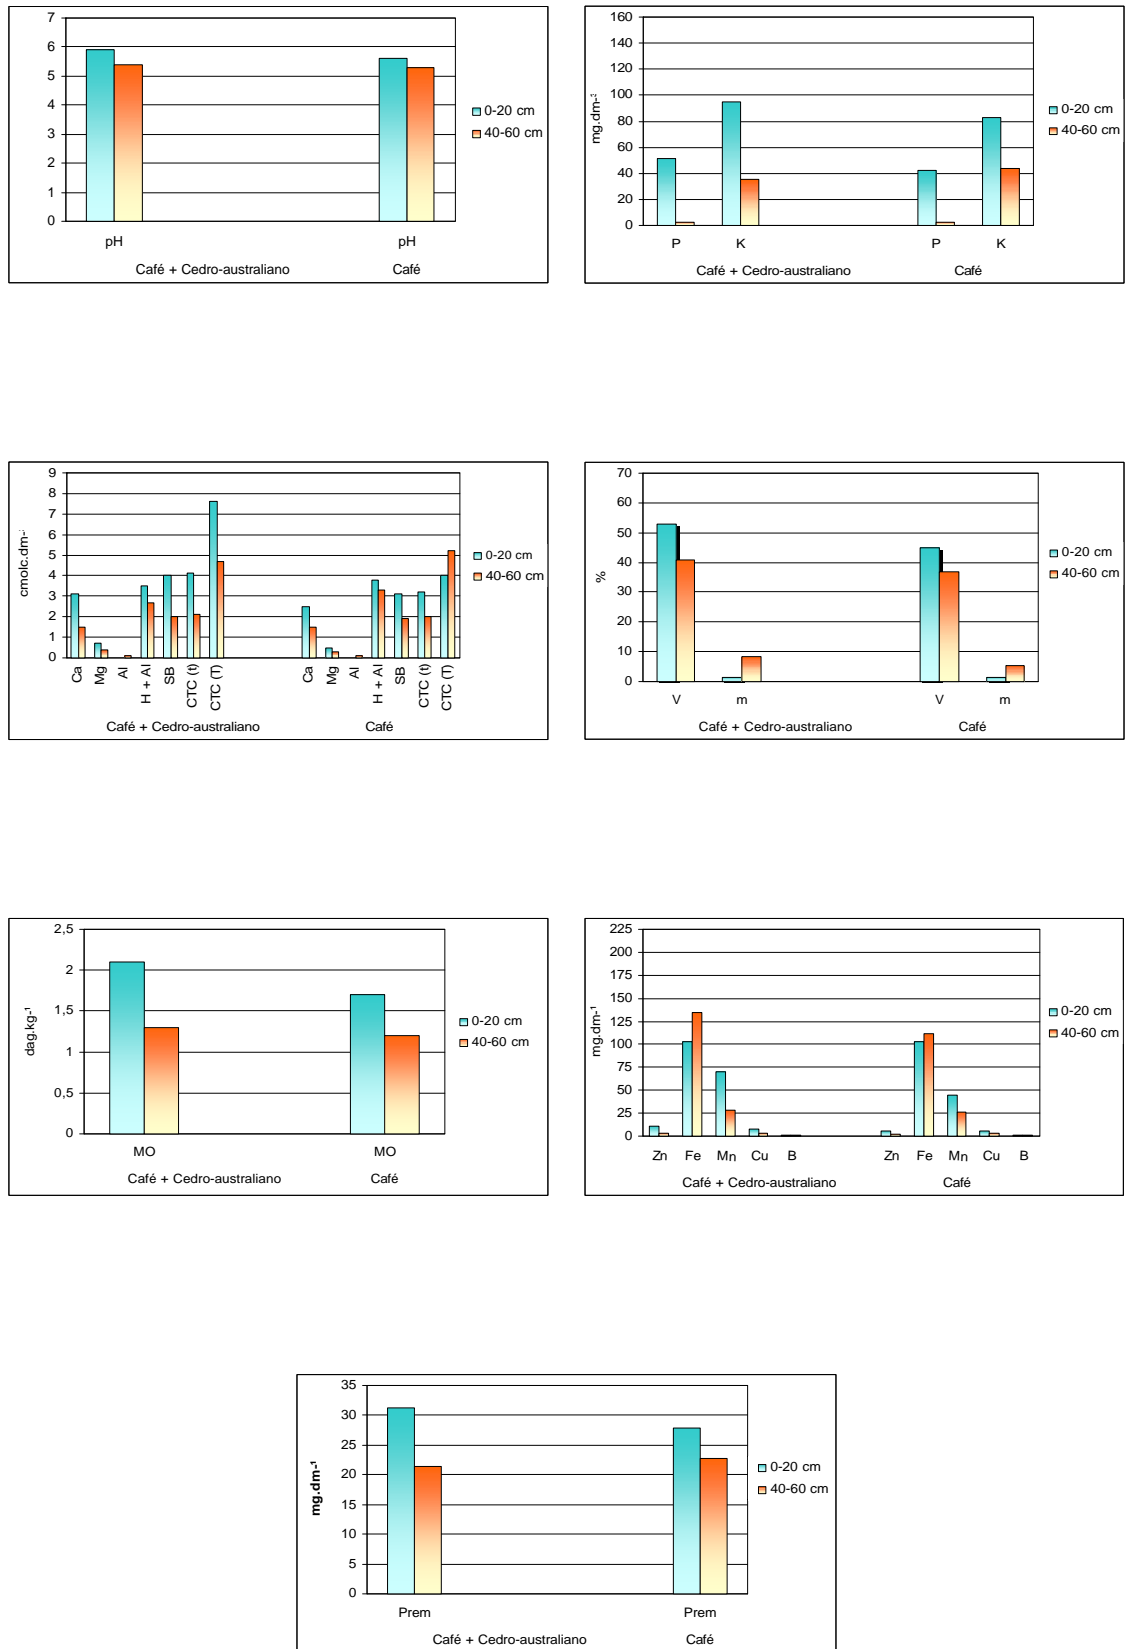 7
6
5
4
3
2
1
0
pH pH
Café + Cedro-australiano Café
0-20 cm
40-60 cm
160
140
120
100
80
60
40
20
0
mg.dm-³
P K P K
Café + Cedro-australiano Café
0-20 cm
40-60 cm
9
8
7
6
5
4
3
2
1
0
Ca Mg Al H + Al SB CTC (t) CTC (T) Ca Mg Al H + Al SB CTC (t) CTC (T)
Café + Cedro-australiano Café
0-20 cm
40-60 cm
70
60
50
40
30
20
10
0
%
V m V m
Café + Cedro-australiano Café
0-20 cm
40-60 cm
2,5
2
1,5
1
0,5
0
dag.kg-¹
MO MO
Café + Cedro-australiano Café
0-20 cm
40-60 cm
225
200
175
150
125
100
75
50
25
0
mg.dm-¹
Zn Fe Mn Cu B Zn Fe Mn Cu B
Café + Cedro-australiano Café
0-20 cm
40-60 cm
35
30
25
20
15
10
5
0
mg.dm-¹
Prem Prem
Café + Cedro-australiano Café
0-20 cm
40-60 cm